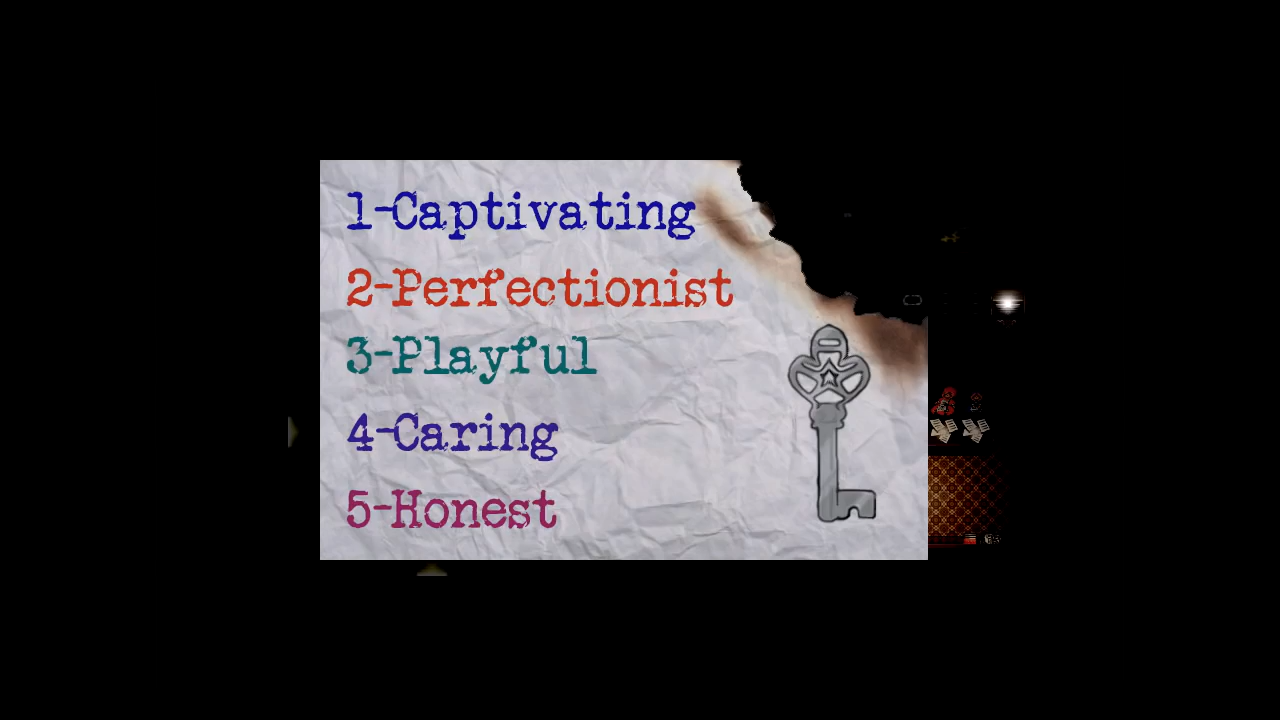 1-Captivating
2-Perfectionist
3-Playful
4-Caring
5-Honest